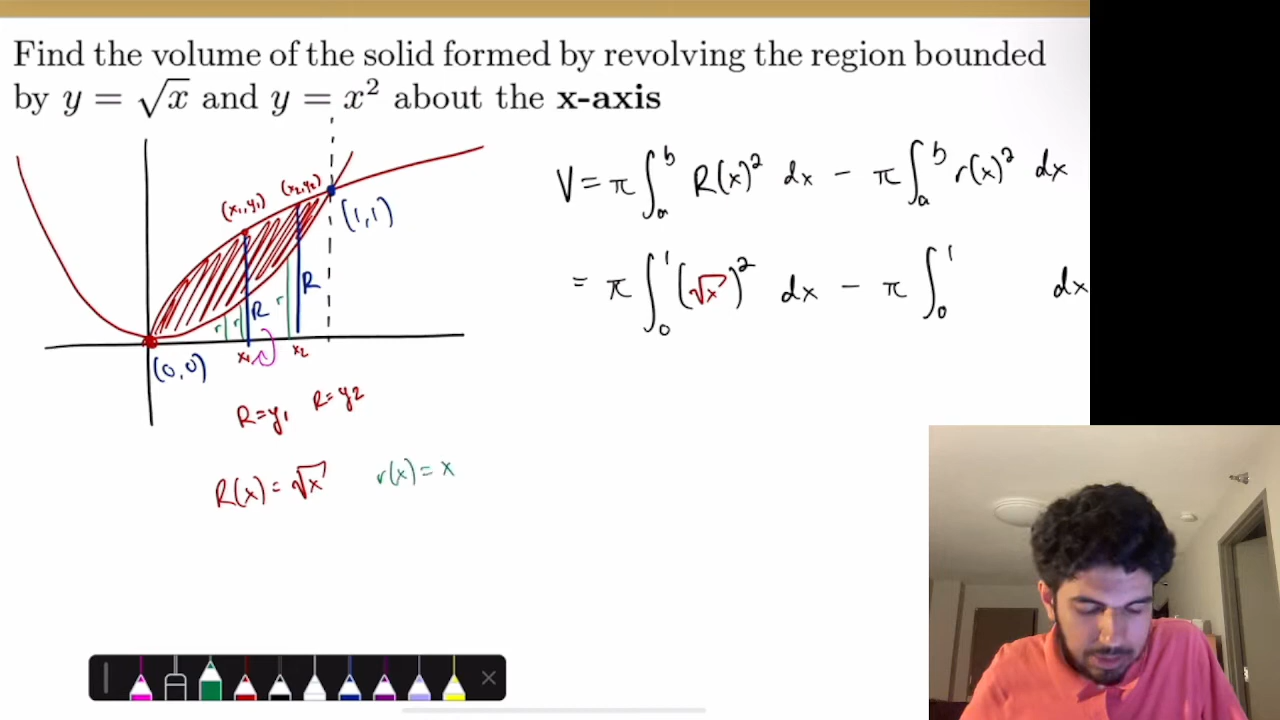 Find the volume of the solid formed by revolving the region bounded
by y = √x and y = x² about the x-axis
V = π ∫ₐᵇ R(x)² dx − π ∫ₐᵇ r(x)² dx
= π ∫₀¹ (√x)² dx − π ∫₀¹ dx
(x₁,y₁) (x₂,y₂)
(1,1)
r r R r R
(0,0) x₁ x₂
R=y₁ R=y₂
R(x) = √x r(x) = x